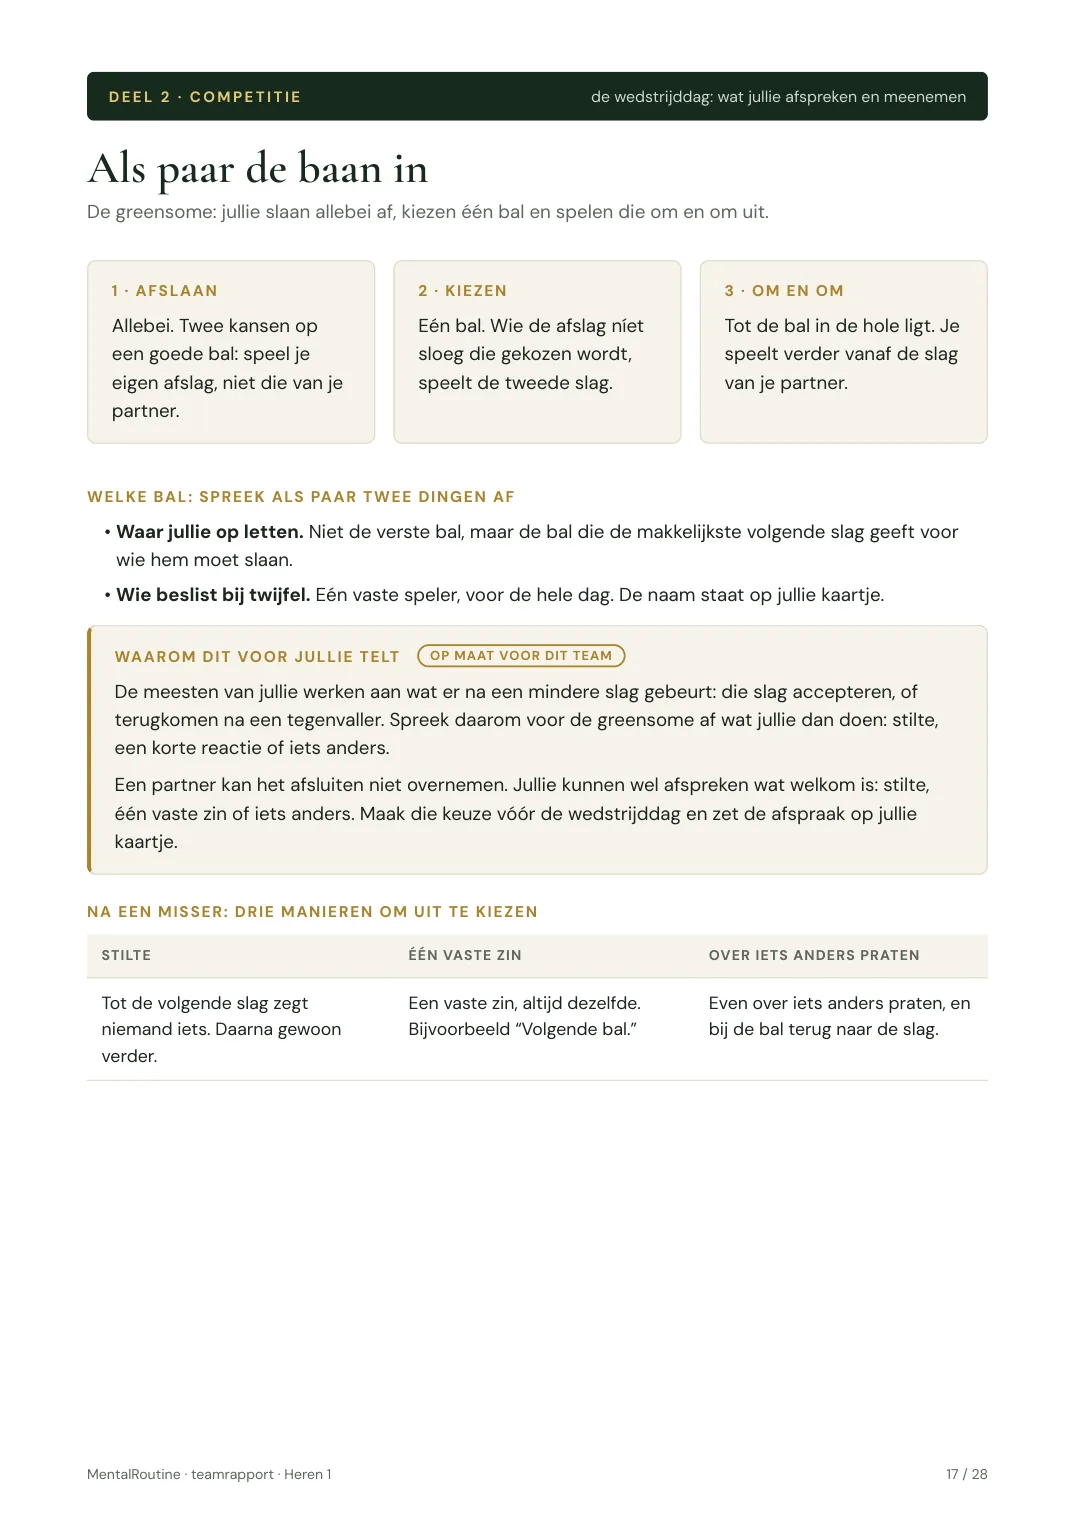 DEEL 2 · COMPETITIE
de wedstrijddag: wat jullie afspreken en meenemen
Als paar de baan in
De greensome: jullie slaan allebei af, kiezen één bal en spelen die om en om uit.
1 · AFSLAAN
Allebei. Twee kansen op
een goede bal: speel je
eigen afslag, niet die van je
partner.
2 · KIEZEN
Eén bal. Wie de afslag níet
sloeg die gekozen wordt,
speelt de tweede slag.
3 · OM EN OM
Tot de bal in de hole ligt. Je
speelt verder vanaf de slag
van je partner.
WELKE BAL: SPREEK ALS PAAR TWEE DINGEN AF
• Waar jullie op letten. Niet de verste bal, maar de bal die de makkelijkste volgende slag geeft voor
wie hem moet slaan.
• Wie beslist bij twijfel. Eén vaste speler, voor de hele dag. De naam staat op jullie kaartje.
WAAROM DIT VOOR JULLIE TELT OP MAAT VOOR DIT TEAM
De meesten van jullie werken aan wat er na een mindere slag gebeurt: die slag accepteren, of
terugkomen na een tegenvaller. Spreek daarom voor de greensome af wat jullie dan doen: stilte,
een korte reactie of iets anders.
Een partner kan het afsluiten niet overnemen. Jullie kunnen wel afspreken wat welkom is: stilte,
één vaste zin of iets anders. Maak die keuze vóór de wedstrijddag en zet de afspraak op jullie
kaartje.
NA EEN MISSER: DRIE MANIEREN OM UIT TE KIEZEN
STILTE
Tot de volgende slag zegt
niemand iets. Daarna gewoon
verder.
ÉÉN VASTE ZIN
Een vaste zin, altijd dezelfde.
Bijvoorbeeld “Volgende bal.”
OVER IETS ANDERS PRATEN
Even over iets anders praten, en
bij de bal terug naar de slag.
MentalRoutine · teamrapport · Heren 1
17 / 28